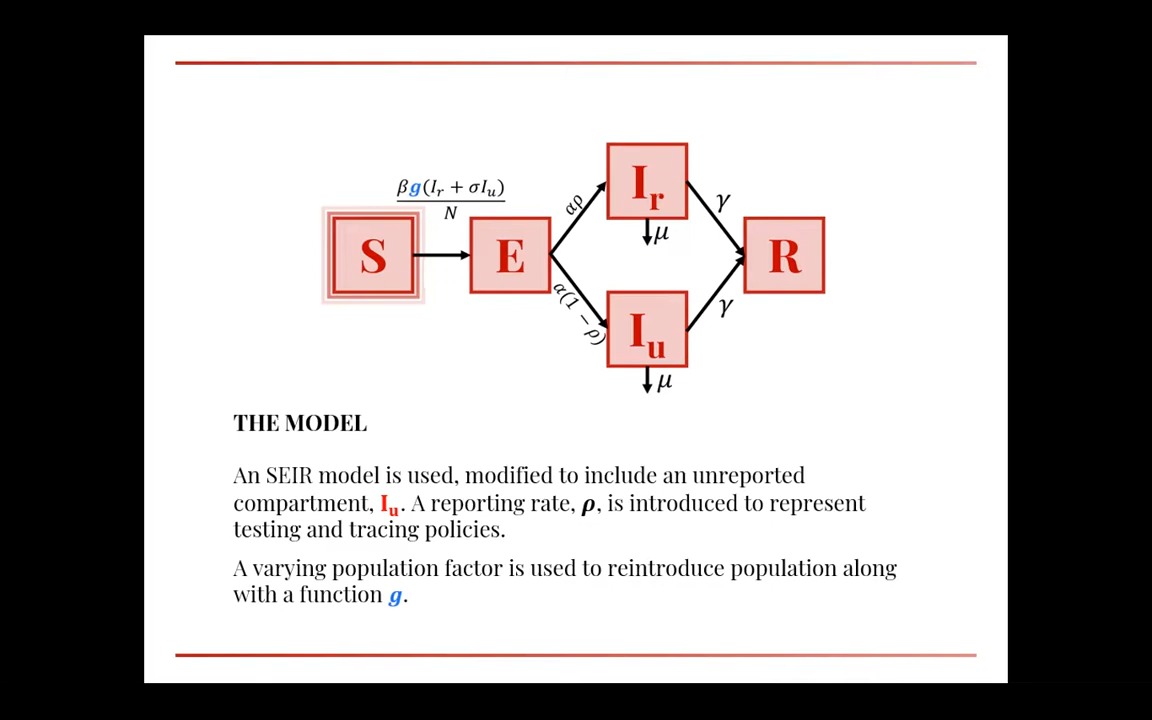 βg(Iᵣ + σIᵤ)
N
S
E
αρ
α(1 − ρ)
Iᵣ
μ
Iᵤ
μ
γ
γ
R
THE MODEL
An SEIR model is used, modified to include an unreported
compartment, Iᵤ. A reporting rate, ρ, is introduced to represent
testing and tracing policies.
A varying population factor is used to reintroduce population along
with a function g.